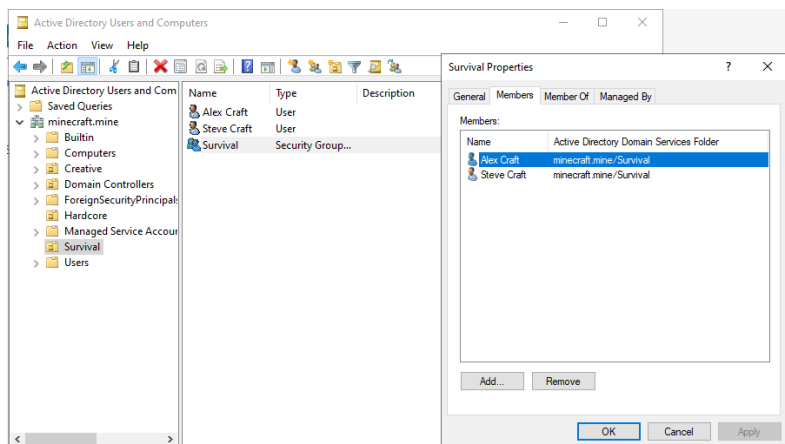 Active Directory Users and Computers
File Action View Help
Active Directory Users and Com
Saved Queries
minecraft.mine
Builtin
Computers
Creative
Domain Controllers
ForeignSecurityPrincipals
Hardcore
Managed Service Accour
Survival
Users
Name Type Description
Alex Craft User
Steve Craft User
Survival Security Group...
Survival Properties
General Members Member Of Managed By
Members:
Name Active Directory Domain Services Folder
Alex Craft minecraft.mine/Survival
Steve Craft minecraft.mine/Survival
Add... Remove
OK Cancel Apply